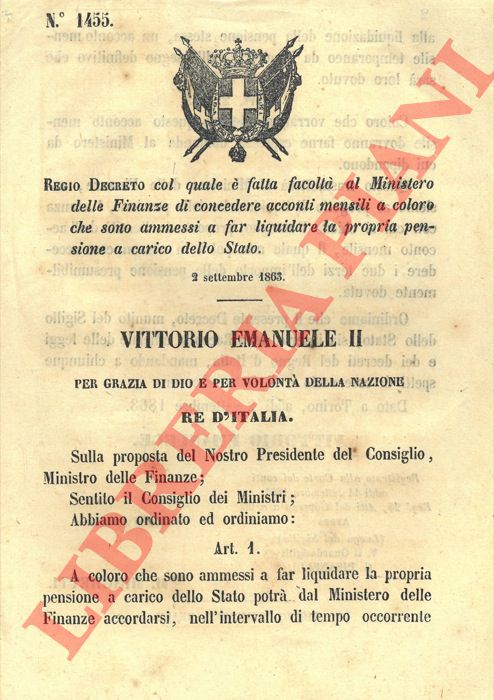 N.° 1455.
REGIO DECRETO col quale è fatta facoltà al Ministero
delle Finanze di concedere acconti mensili a coloro
che sono ammessi a far liquidare la propria pen-
sione a carico dello Stato.
2 settembre 1863.
VITTORIO EMANUELE II
PER GRAZIA DI DIO E PER VOLONTÀ DELLA NAZIONE
RE D'ITALIA.
Sulla proposta del Nostro Presidente del Consiglio,
Ministro delle Finanze;
Sentito il Consiglio dei Ministri;
Abbiamo ordinato ed ordiniamo:
Art. 1.
A coloro che sono ammessi a far liquidare la propria
pensione a carico dello Stato potrà dal Ministero delle
Finanze accordarsi, nell'intervallo di tempo occorrente
LIBRERIA PIANI